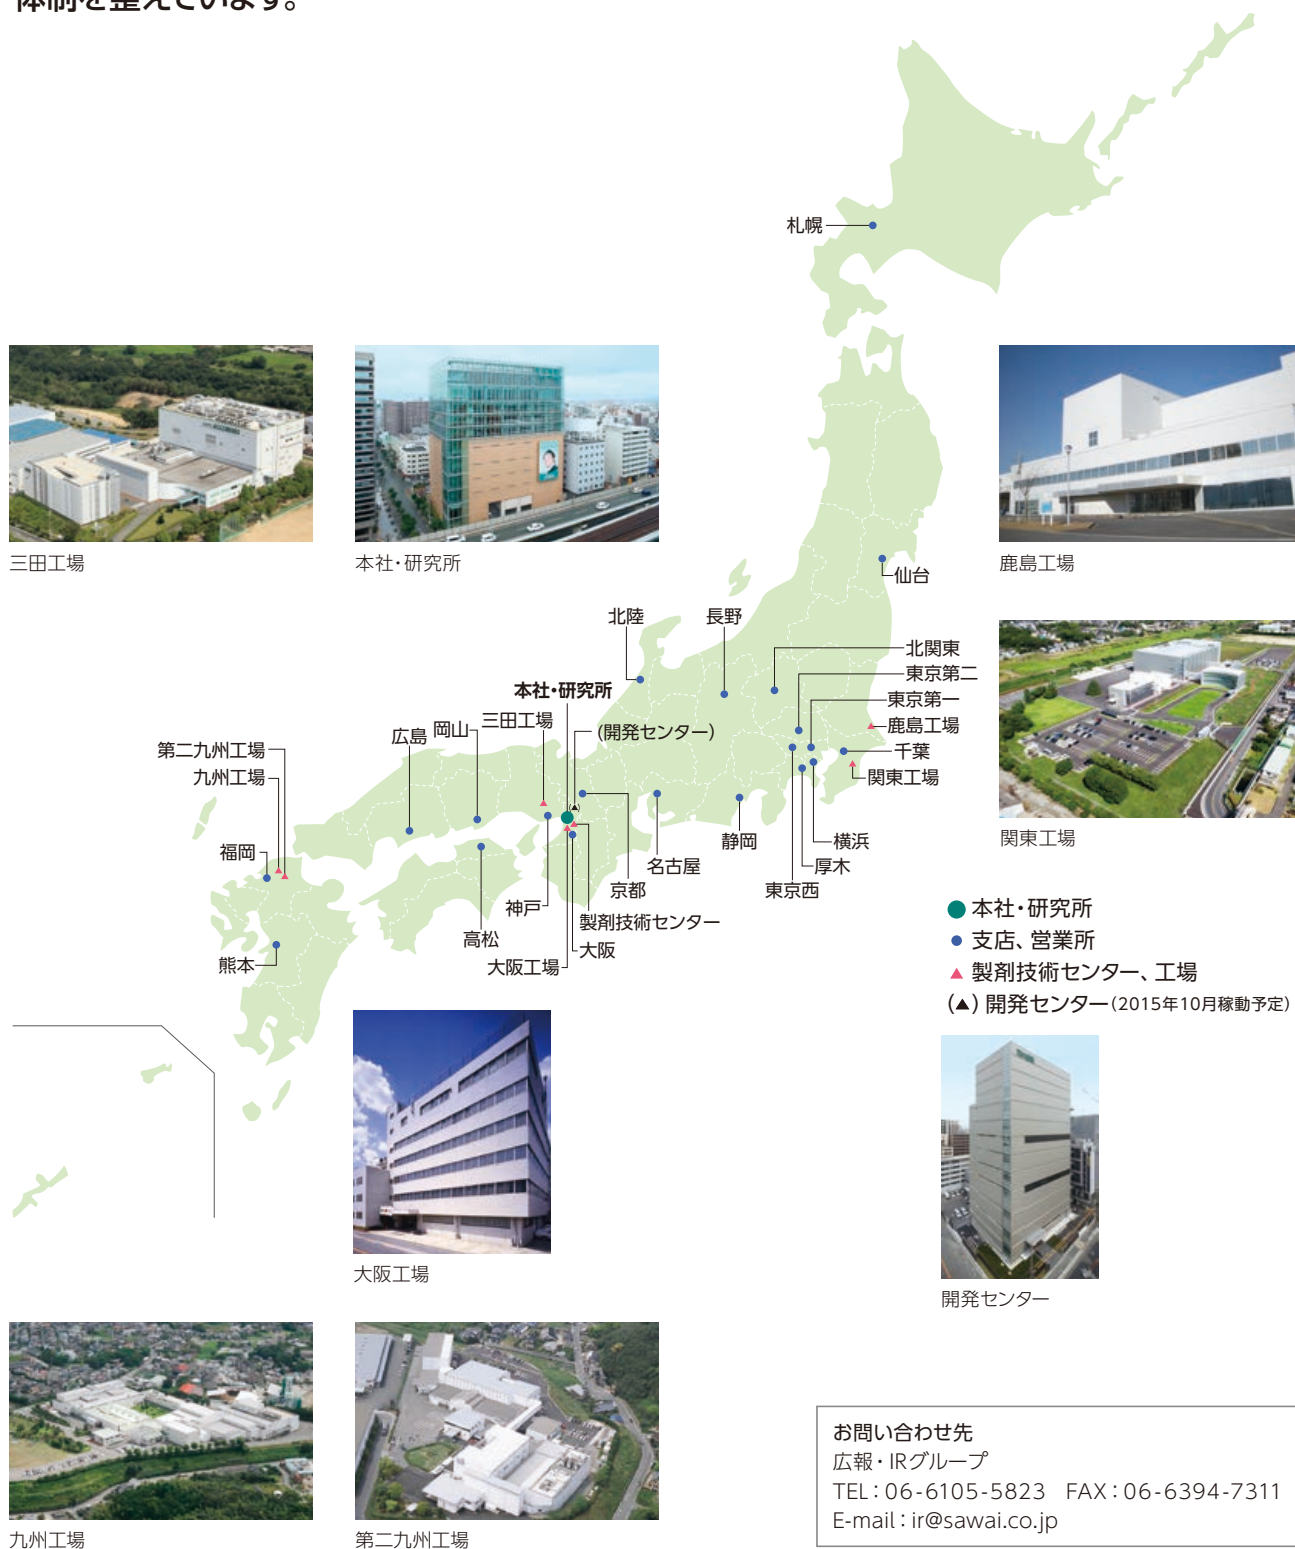 体制を整えています。
札幌
三田工場
本社・研究所
鹿島工場
仙台
北陸
長野
北関東
東京第二
東京第一
鹿島工場
千葉
関東工場
本社・研究所
(開発センター)
三田工場
岡山
広島
第二九州工場
九州工場
福岡
熊本
高松
神戸
大阪工場
大阪
製剤技術センター
京都
名古屋
静岡
東京西
厚木
横浜
関東工場
本社・研究所
支店、営業所
製剤技術センター、工場
(▲) 開発センター(2015年10月稼動予定)
大阪工場
開発センター
九州工場
第二九州工場
お問い合わせ先
広報・IRグループ
TEL:06-6105-5823 FAX:06-6394-7311
E-mail:ir@sawai.co.jp